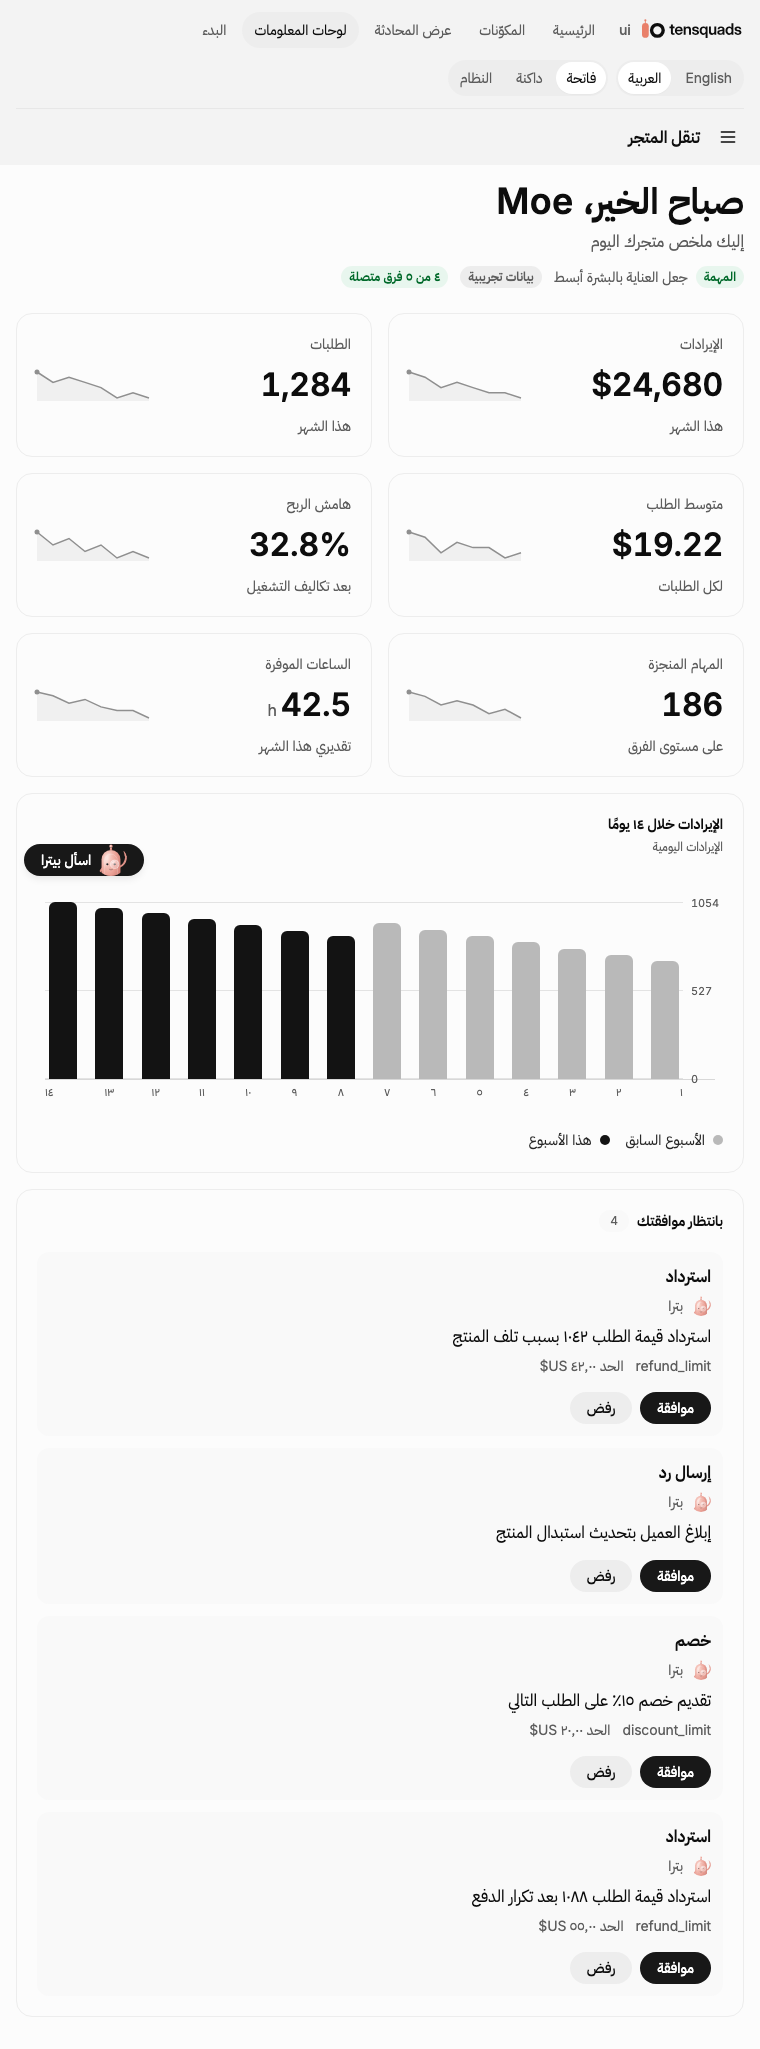 tensquads ui الرئيسية المكوّنات عرض المحادثة لوحات المعلومات البدء
English العربية فاتحة داكنة النظام
تنقل المتجر
صباح الخير، Moe
إليك ملخص متجرك اليوم
المهمة جعل العناية بالبشرة أبسط بيانات تجريبية ٤ من ٥ فرق متصلة
الإيرادات
$24,680
هذا الشهر
الطلبات
1,284
هذا الشهر
متوسط الطلب
$19.22
لكل الطلبات
هامش الربح
32.8%
بعد تكاليف التشغيل
المهام المنجزة
186
على مستوى الفرق
الساعات الموفرة
42.5 h
تقديري هذا الشهر
الإيرادات خلال ١٤ يومًا
الإيرادات اليومية
اسأل بيترا
1054
527
0
١ ٢ ٣ ٤ ٥ ٦ ٧ ٨ ٩ ١٠ ١١ ١٢ ١٣ ١٤
الأسبوع السابق هذا الأسبوع
بانتظار موافقتك 4
استرداد
بترا
استرداد قيمة الطلب ١٠٤٢ بسبب تلف المنتج
refund_limit الحد ٤٢,٠٠ US$
موافقة رفض
إرسال رد
بترا
إبلاغ العميل بتحديث استبدال المنتج
موافقة رفض
خصم
بترا
تقديم خصم ١٥٪ على الطلب التالي
discount_limit الحد ٢٠,٠٠ US$
موافقة رفض
استرداد
بترا
استرداد قيمة الطلب ١٠٨٨ بعد تكرار الدفع
refund_limit الحد ٥٥,٠٠ US$
موافقة رفض